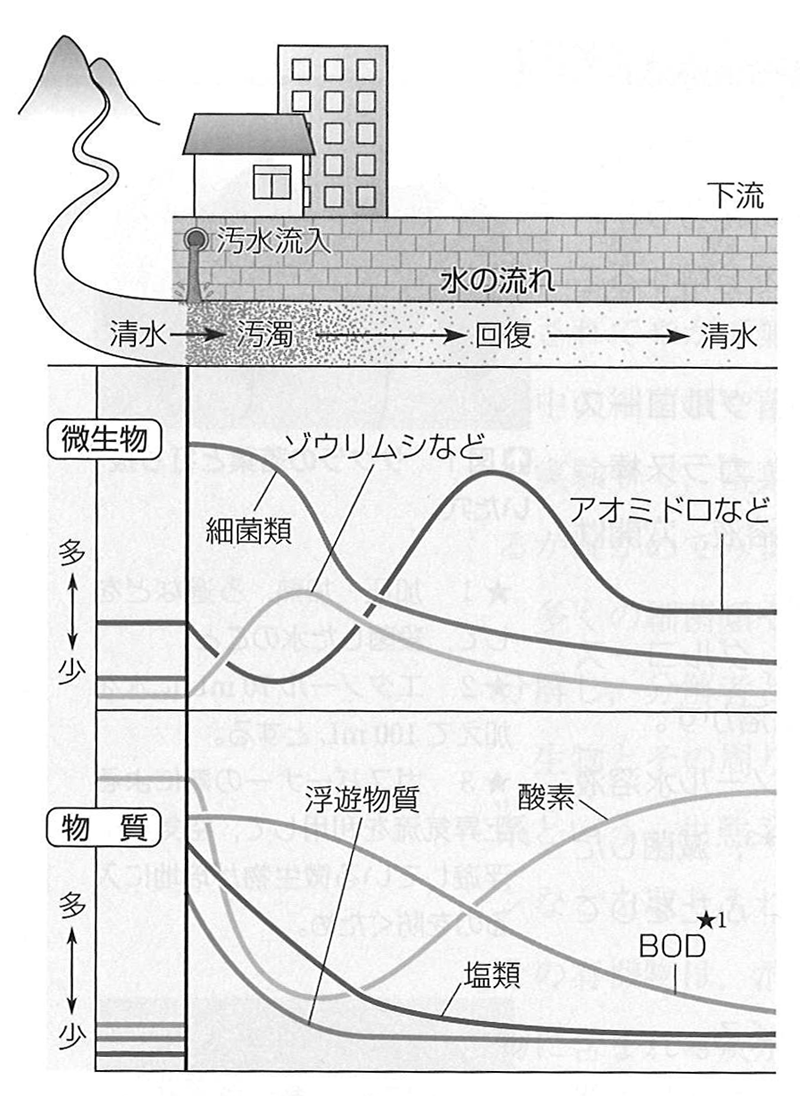 下流
汚水流入
水の流れ
清水
汚濁
回復
清水
微生物
ゾウリムシなど
細菌類
アオミドロなど
多
少
物質
浮遊物質
酸素
BOD★1
塩類
多
少